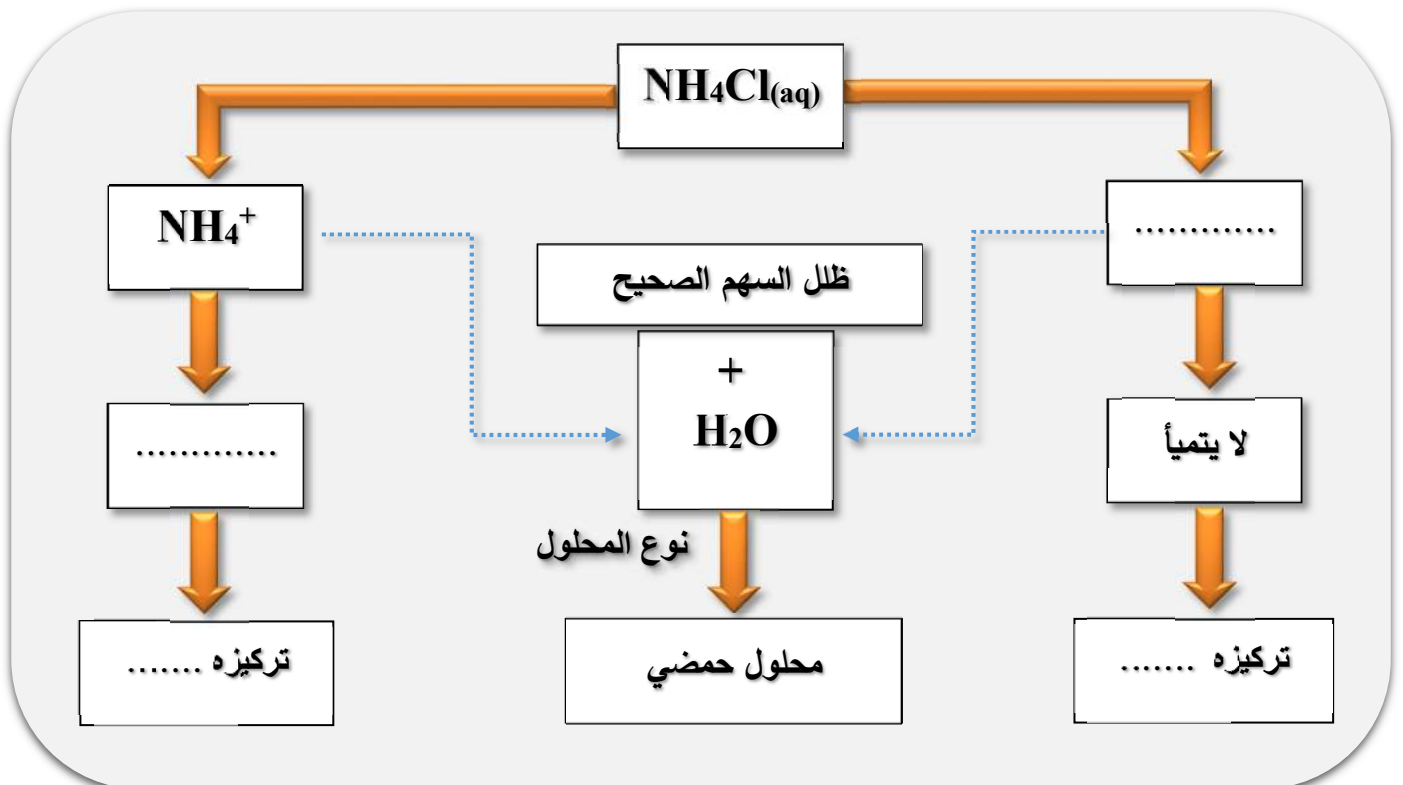 NH₄Cl(aq)
NH₄⁺
.............
ظلل السهم الصحيح
+
H₂O
.............
لا يتميأ
نوع المحلول
تركيزه .......
محلول حمضي
تركيزه .......